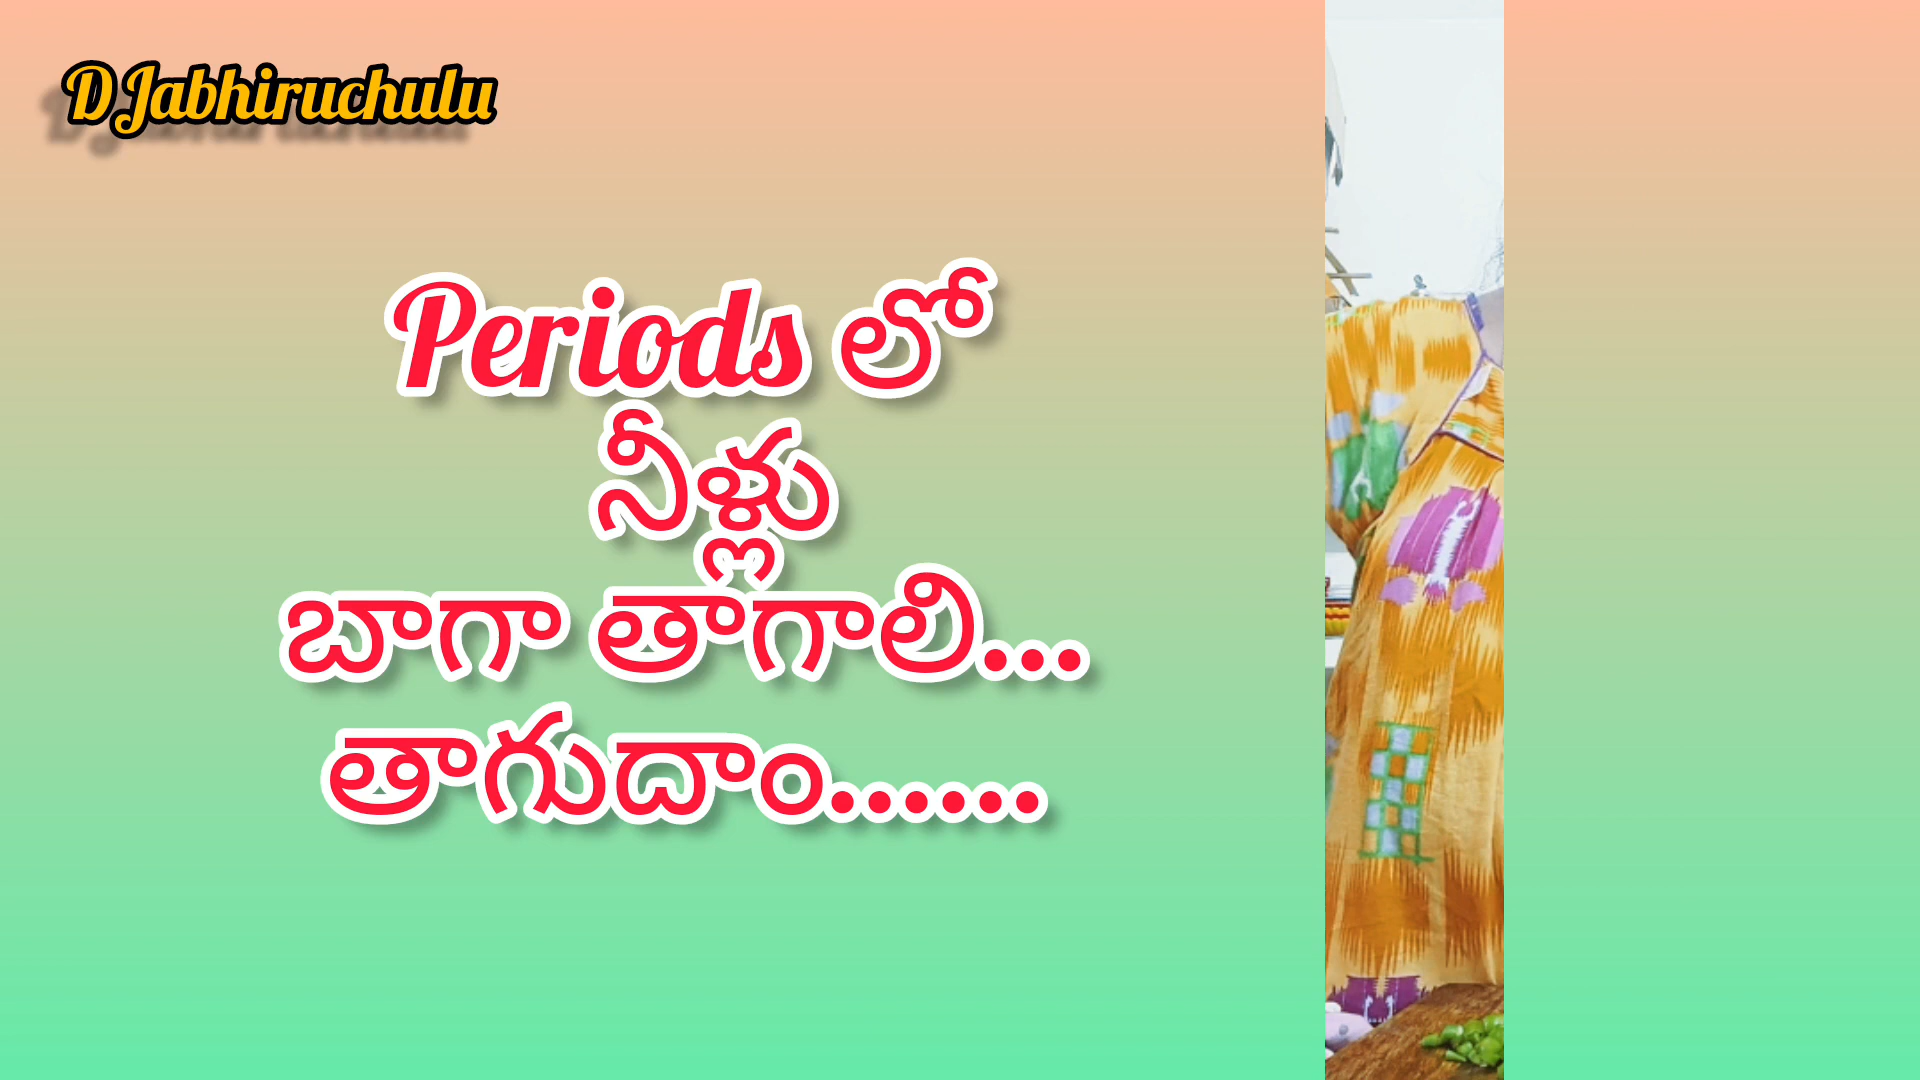 DJabhiruchulu
Periods లో
నీళ్లు
బాగా తాగాలి...
తాగుదాం......